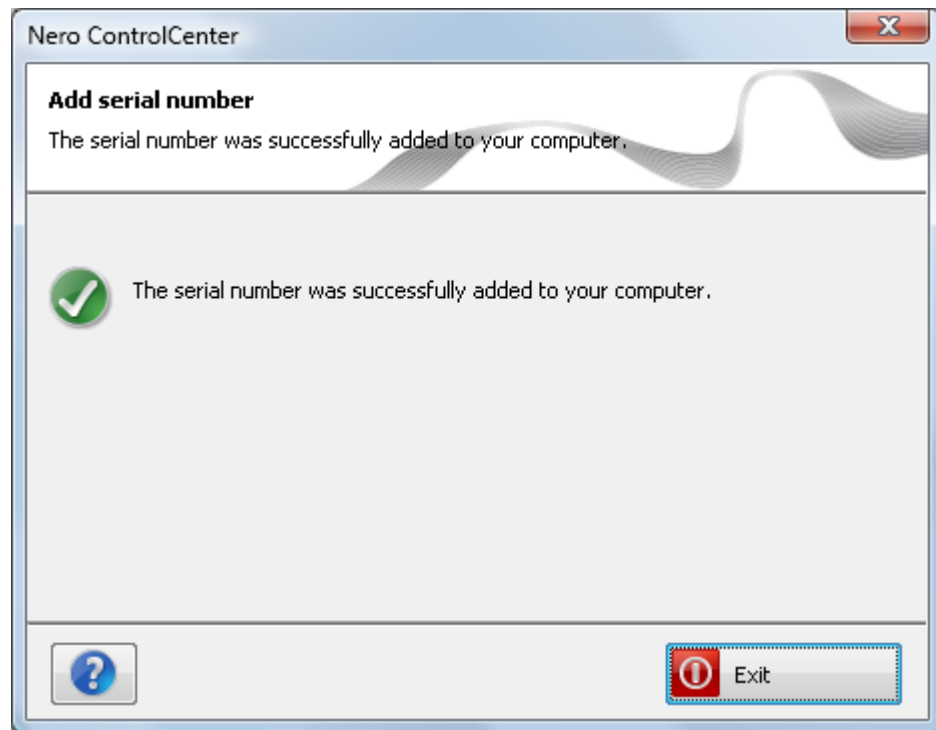 Nero ControlCenter
Add serial number
The serial number was successfully added to your computer.
The serial number was successfully added to your computer.
Exit